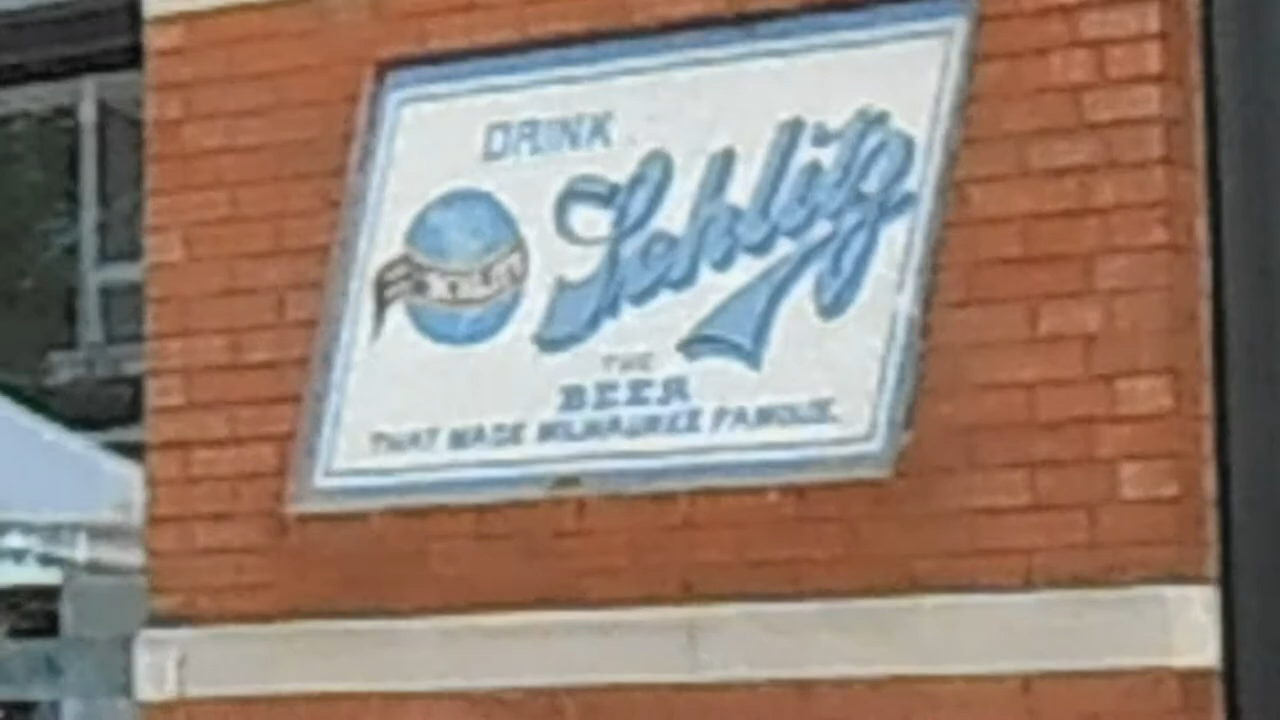 DRINK
Schlitz
THE
BEER
THAT MADE MILWAUKEE FAMOUS.